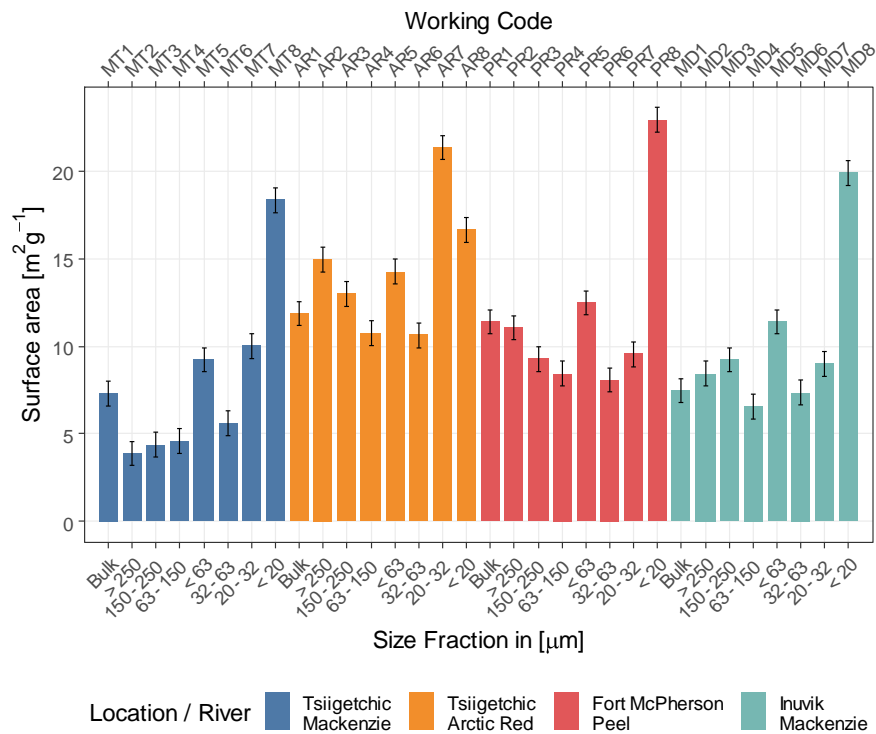 Working Code
MT1 MT2 MT3 MT4 MT5 MT6 MT7 MT8 AR1 AR2 AR3 AR4 AR5 AR6 AR7 AR8 PR1 PR2 PR3 PR4 PR5 PR6 PR7 PR8 MD1 MD2 MD3 MD4 MD5 MD6 MD7 MD8
Surface area [m² g⁻¹]
20
15
10
5
0
Bulk > 250 150 - 250 63 - 150 < 63 32 - 63 20 - 32 < 20 Bulk > 250 150 - 250 63 - 150 < 63 32 - 63 20 - 32 < 20 Bulk > 250 150 - 250 63 - 150 < 63 32 - 63 20 - 32 < 20 Bulk > 250 150 - 250 63 - 150 < 63 32 - 63 20 - 32 < 20
Size Fraction in [μm]
Location / River
Tsiigetchic
Mackenzie
Tsiigetchic
Arctic Red
Fort McPherson
Peel
Inuvik
Mackenzie